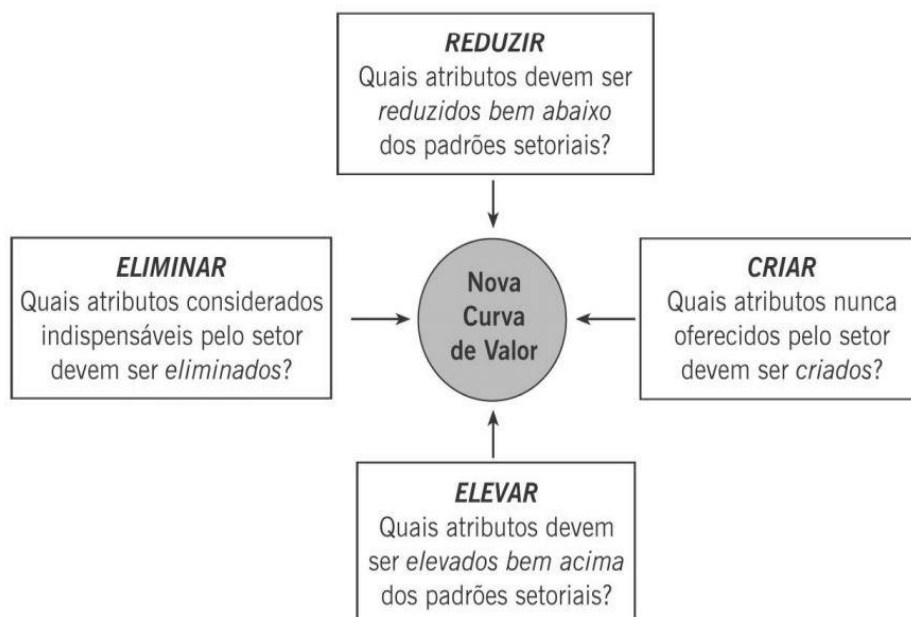 REDUZIR
Quais atributos devem ser
reduzidos bem abaixo
dos padrões setoriais?
ELIMINAR
Quais atributos considerados
indispensáveis pelo setor
devem ser eliminados?
Nova
Curva
de Valor
CRIAR
Quais atributos nunca
oferecidos pelo setor
devem ser criados?
ELEVAR
Quais atributos devem
ser elevados bem acima
dos padrões setoriais?